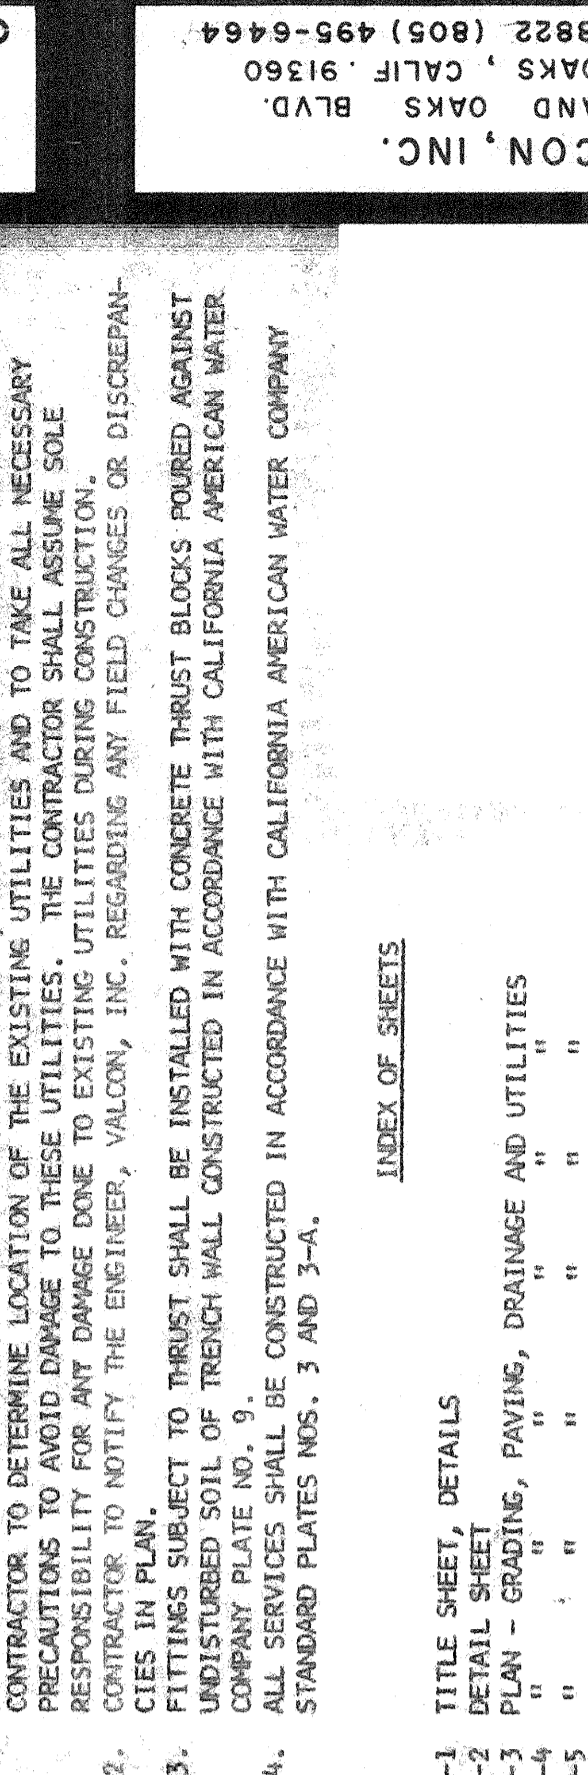 CONTRACTOR TO DETERMINE LOCATION OF THE EXISTING UTILITIES AND TO TAKE ALL NECESSARY
PRECAUTIONS TO AVOID DAMAGE TO THESE UTILITIES. THE CONTRACTOR SHALL ASSUME SOLE
RESPONSIBILITY FOR ANY DAMAGE DONE TO EXISTING UTILITIES DURING CONSTRUCTION.
2. CONTRACTOR TO NOTIFY THE ENGINEER, VALCON, INC. REGARDING ANY FIELD CHANGES OR DISCREPAN-
CIES IN PLAN.
3. FITTINGS SUBJECT TO THRUST SHALL BE INSTALLED WITH CONCRETE THRUST BLOCKS POURED AGAINST
UNDISTURBED SOIL OF TRENCH WALL CONSTRUCTED IN ACCORDANCE WITH CALIFORNIA AMERICAN WATER
COMPANY PLATE NO. 9.
4. ALL SERVICES SHALL BE CONSTRUCTED IN ACCORDANCE WITH CALIFORNIA AMERICAN WATER COMPANY
STANDARD PLATES NOS. 3 AND 3-A.
INDEX OF SHEETS
-1 TITLE SHEET, DETAILS
-2 DETAIL SHEET
-3 PLAN - GRADING, PAVING, DRAINAGE AND UTILITIES
-4 " " " " " "
-5 " " " " " "
CON, INC.
AND OAKS BLVD.
OAKS, CALIF. 91360
3822 (805) 495-6464